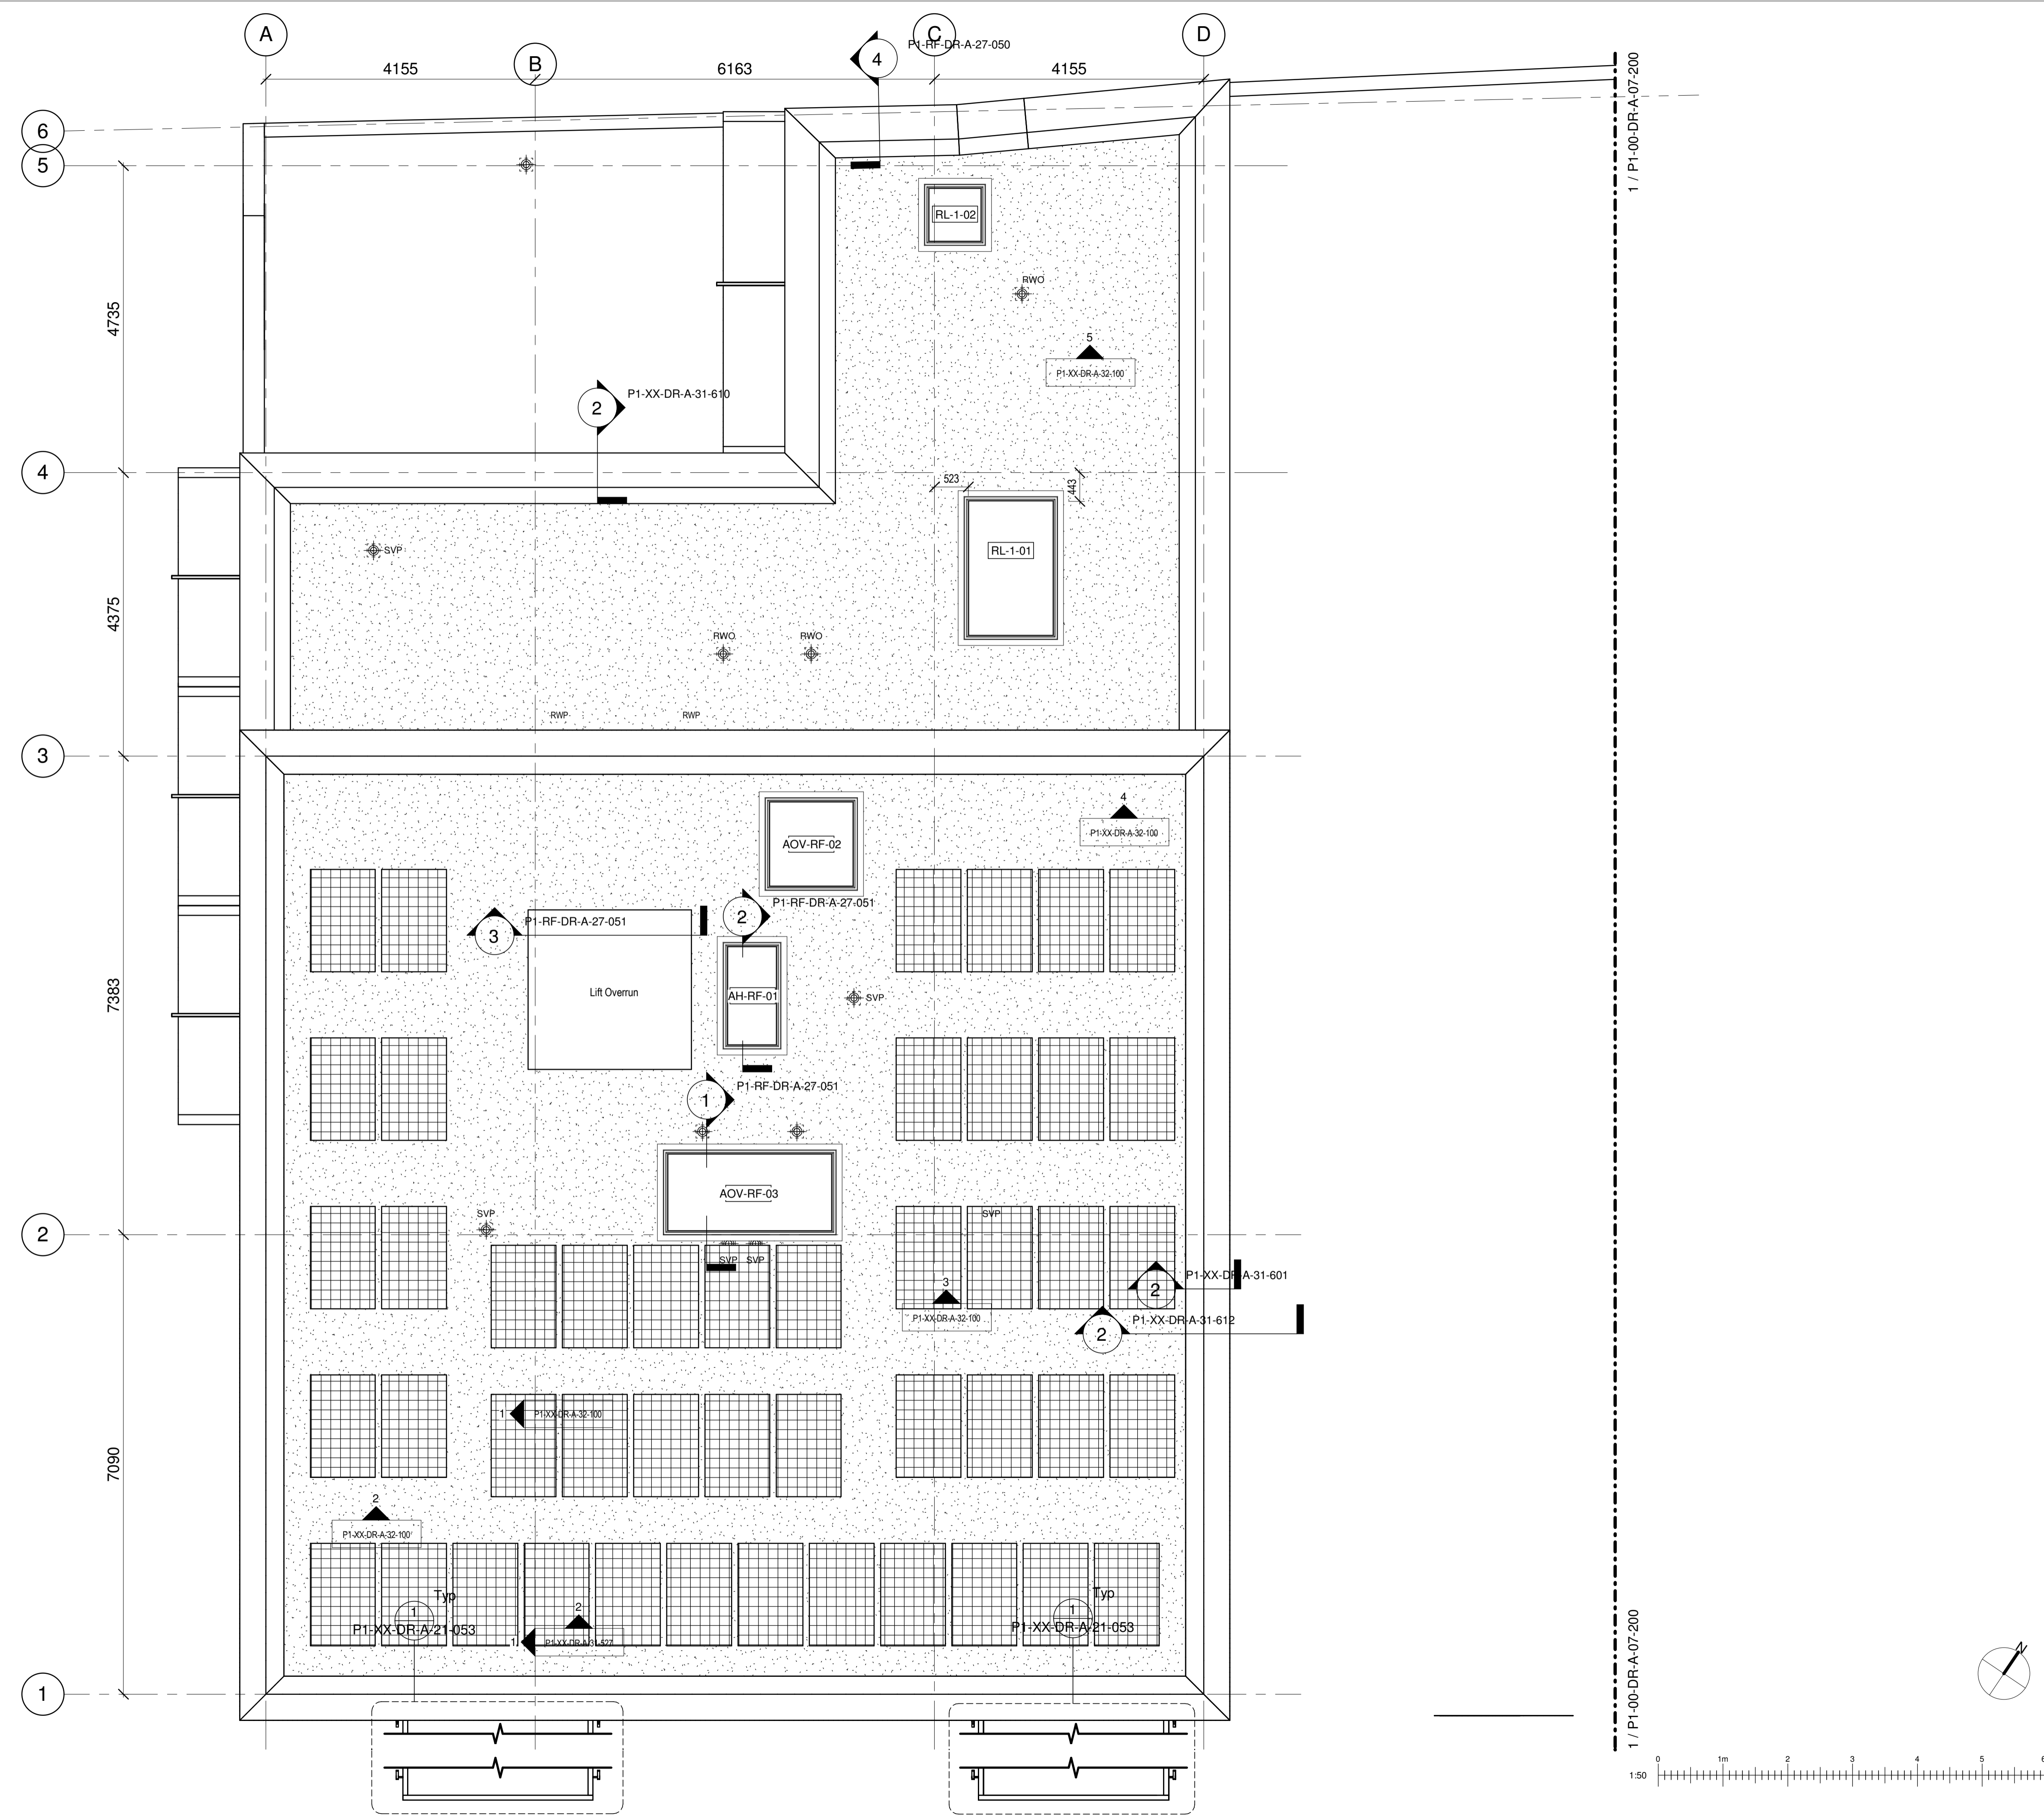 A
B
C
D
P1-RF-DR-A-27-050
4
4155
6163
4155
6
5
4
3
2
1
4735
4375
7383
7090
1 / P1-00-DR-A-07-200
RL-1-02
RWO
5
P1-XX-DR-A-32-100
2
P1-XX-DR-A-31-610
523
443
RL-1-01
SVP
RWO
RWO
RWP
RWP
4
P1-XX-DR-A-32-100
AOV-RF-02
2
P1-RF-DR-A-27-051
3
P1-RF-DR-A-27-051
Lift Overrun
AH-RF-01
SVP
1
P1-RF-DR-A-27-051
AOV-RF-03
SVP
SVP
SVP
SVP
2
P1-XX-DR-A-31-601
3
P1-XX-DR-A-32-100
2
P1-XX-DR-A-31-612
1
P1-XX-DR-A-32-100
2
P1-XX-DR-A-32-100
Typ
1
P1-XX-DR-A-21-053
2
1
P1-XX-DR-A-31-527
Typ
1
P1-XX-DR-A-21-053
1 / P1-00-DR-A-07-200
N
0 1m 2 3 4 5 6
1:50